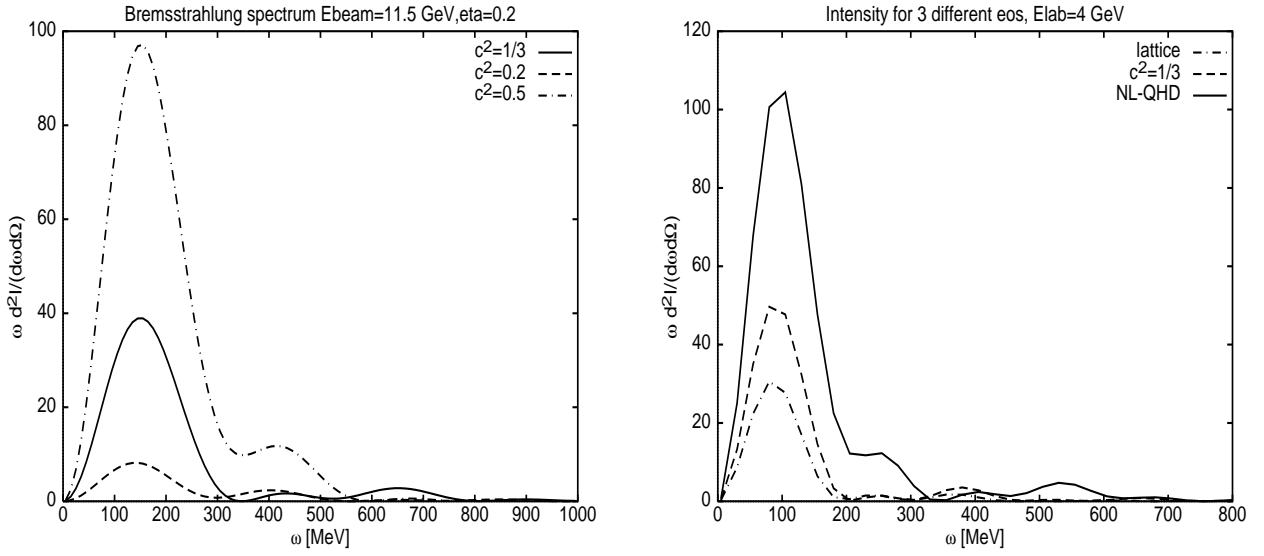 Bremsstrahlung spectrum Ebeam=11.5 GeV,eta=0.2
c²=1/3
c²=0.2
c²=0.5
100
80
60
40
20
0
ω d²I/(dωdΩ)
0 100 200 300 400 500 600 700 800 900 1000
ω [MeV]
Intensity for 3 different eos, Elab=4 GeV
lattice
c²=1/3
NL-QHD
120
100
80
60
40
20
0
ω d²I/(dωdΩ)
0 100 200 300 400 500 600 700 800
ω [MeV]